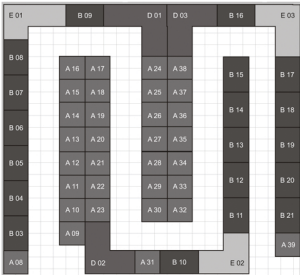 E 01 B 09 D 01 D 03 B 16 E 03
B 08
A 16 A 17 A 24 A 38 B 15 B 17
B 07 A 15 A 18 A 25 A 37
B 14 B 18
A 14 A 19 A 26 A 36
B 06
A 13 A 20 A 27 A 35 B 13 B 19
B 05 A 12 A 21 A 28 A 34
B 12 B 20
B 04 A 11 A 22 A 29 A 33
A 10 A 23 A 30 A 32 B 11 B 21
B 03 A 09
A 39
A 08 D 02 A 31 B 10 E 02